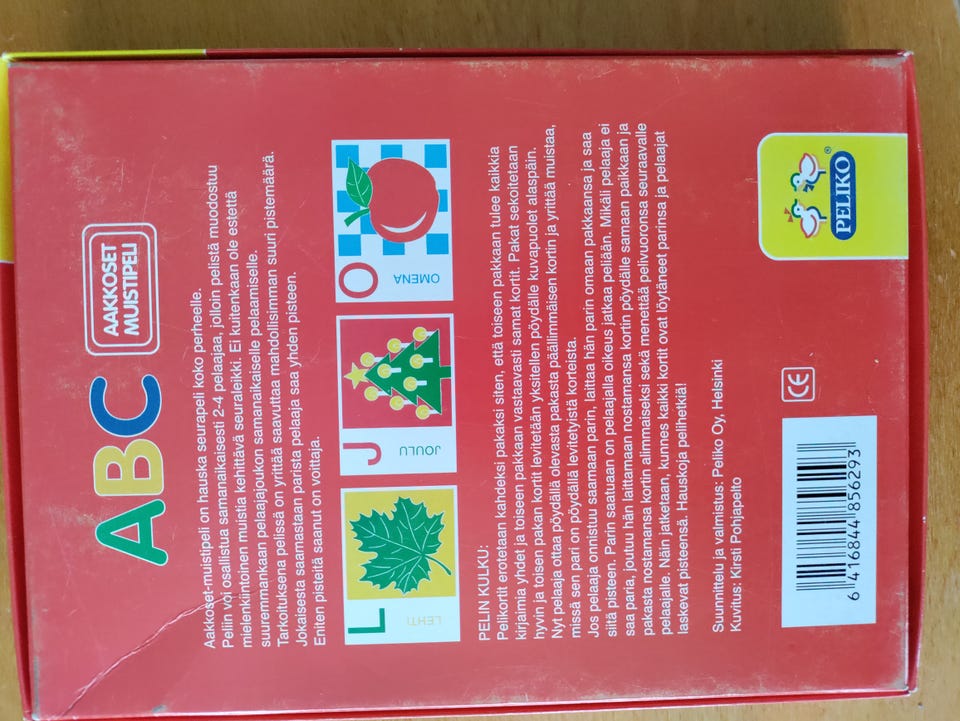 ABC
AAKKOSET
MUISTIPELI
Aakkoset-muistipeli on hauska seurapeli koko perheelle.
Peliin voi osallistua samanaikaisesti 2-4 pelaajaa, jolloin pelistä muodostuu
mielenkiintoinen muistia kehittävä seuraleikki. Ei kuitenkaan ole estettä
suuremmankaan pelaajajoukon samanaikaiselle pelaamiselle.
Tarkoituksena pelissä on yrittää saavuttaa mahdollisimman suuri pistemäärä.
Jokaisesta saamastaan parista pelaaja saa yhden pisteen.
Eniten pisteitä saanut on voittaja.
L
LEHTI
J
JOULU
O
OMENA
PELIN KULKU:
Pelikortit erotetaan kahdeksi pakaksi siten, että toiseen pakkaan tulee kaikkia
kirjaimia yhdet ja toiseen pakkaan vastaavasti samat kortit. Pakat sekoitetaan
hyvin ja toisen pakan kortit levitetään yksitellen pöydälle kuvapuolet alaspäin.
Nyt pelaaja ottaa pöydällä olevasta pakasta päällimmäisen kortin ja yrittää muistaa,
missä sen pari on pöydällä levitetyistä korteista.
Jos pelaaja onnistuu saamaan parin, laittaa hän parin omaan pakkaansa ja saa
siitä pisteen. Parin saatuaan on pelaajalla oikeus jatkaa peliään. Mikäli pelaaja ei
saa paria, joutuu hän laittamaan nostamansa kortin pöydälle samaan paikkaan ja
pakasta nostamansa kortin alimmaiseksi sekä menettää pelivuoronsa seuraavalle
pelaajalle. Näin jatketaan, kunnes kaikki kortit ovat löytäneet parinsa ja pelaajat
laskevat pisteensä. Hauskoja pelihetkiä!
Suunnittelu ja valmistus: Peliko Oy, Helsinki
Kuvitus: Kirsti Pohjapelto
6 416844 856293
CE
PELIKO®